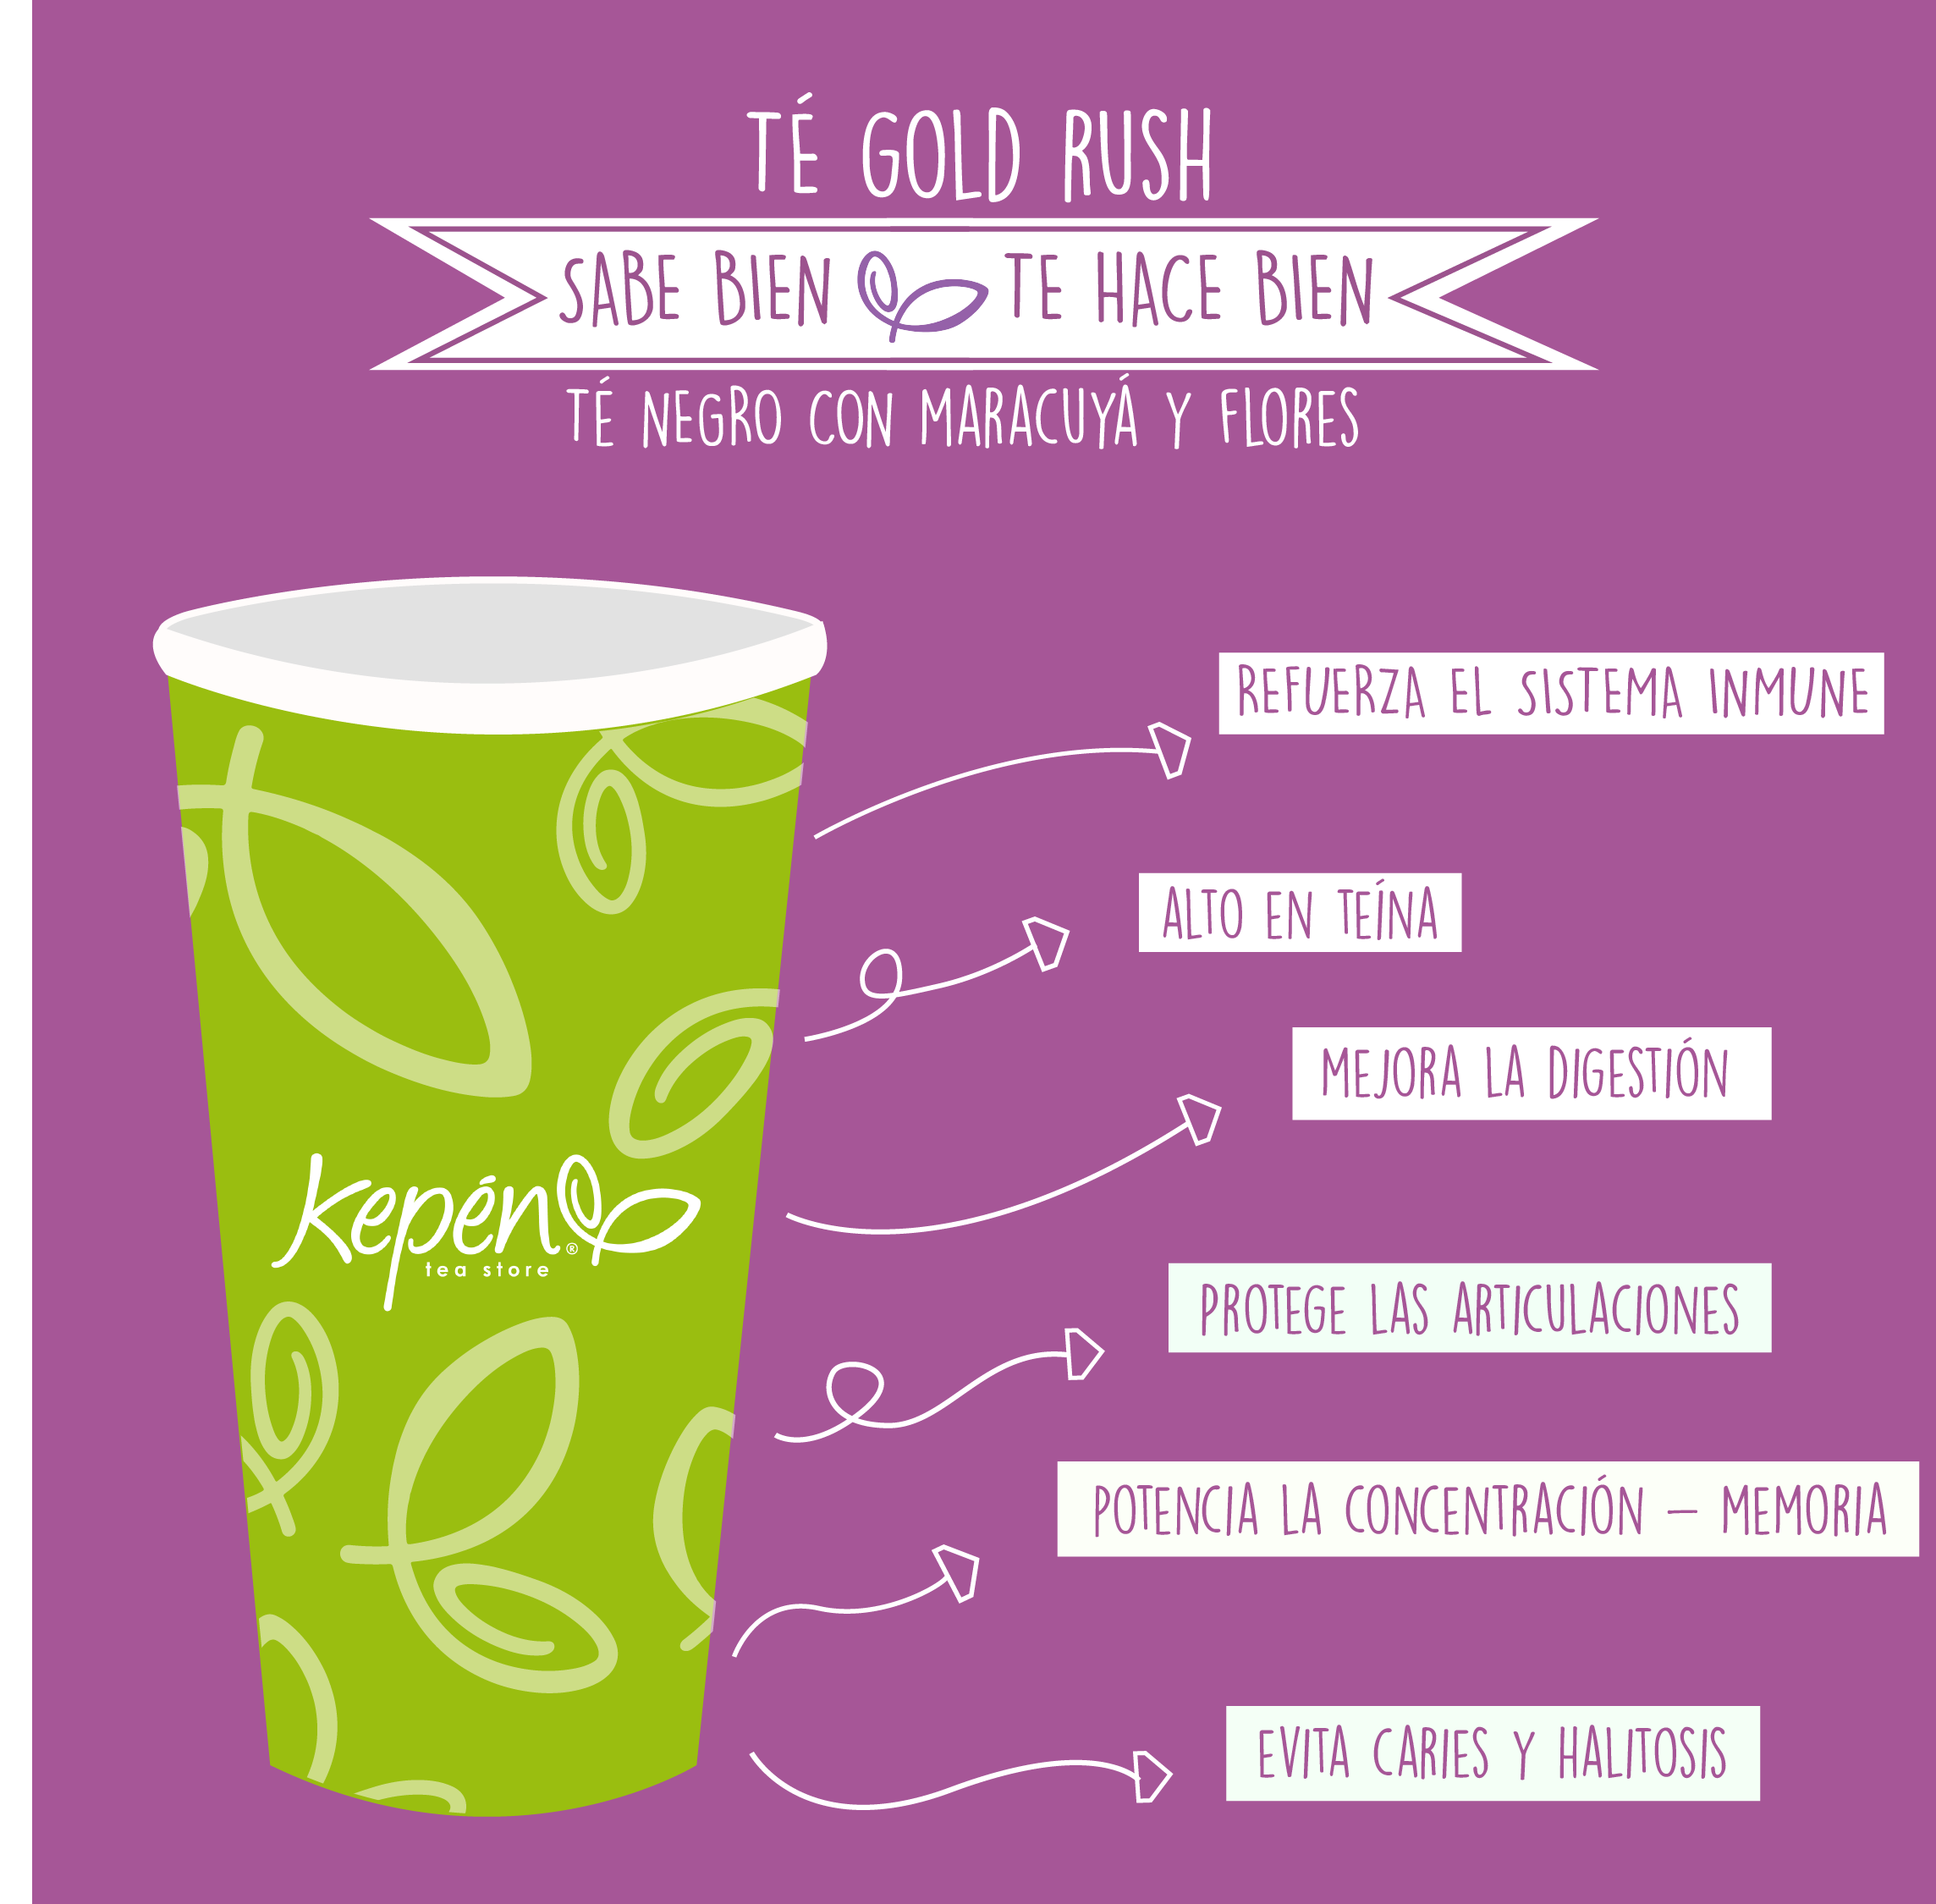 TÉ GOLD RUSH
SABE BIEN TE HACE BIEN
TÉ NEGRO CON MARACUYÁ Y FLORES
REFUERZA EL SISTEMA INMUNE
ALTO EN TEÍNA
MEJORA LA DIGESTIÓN
kepén®
tea store
PROTEGE LAS ARTICULACIONES
POTENCIA LA CONCENTRACIÓN – MEMORIA
EVITA CARIES Y HALITOSIS